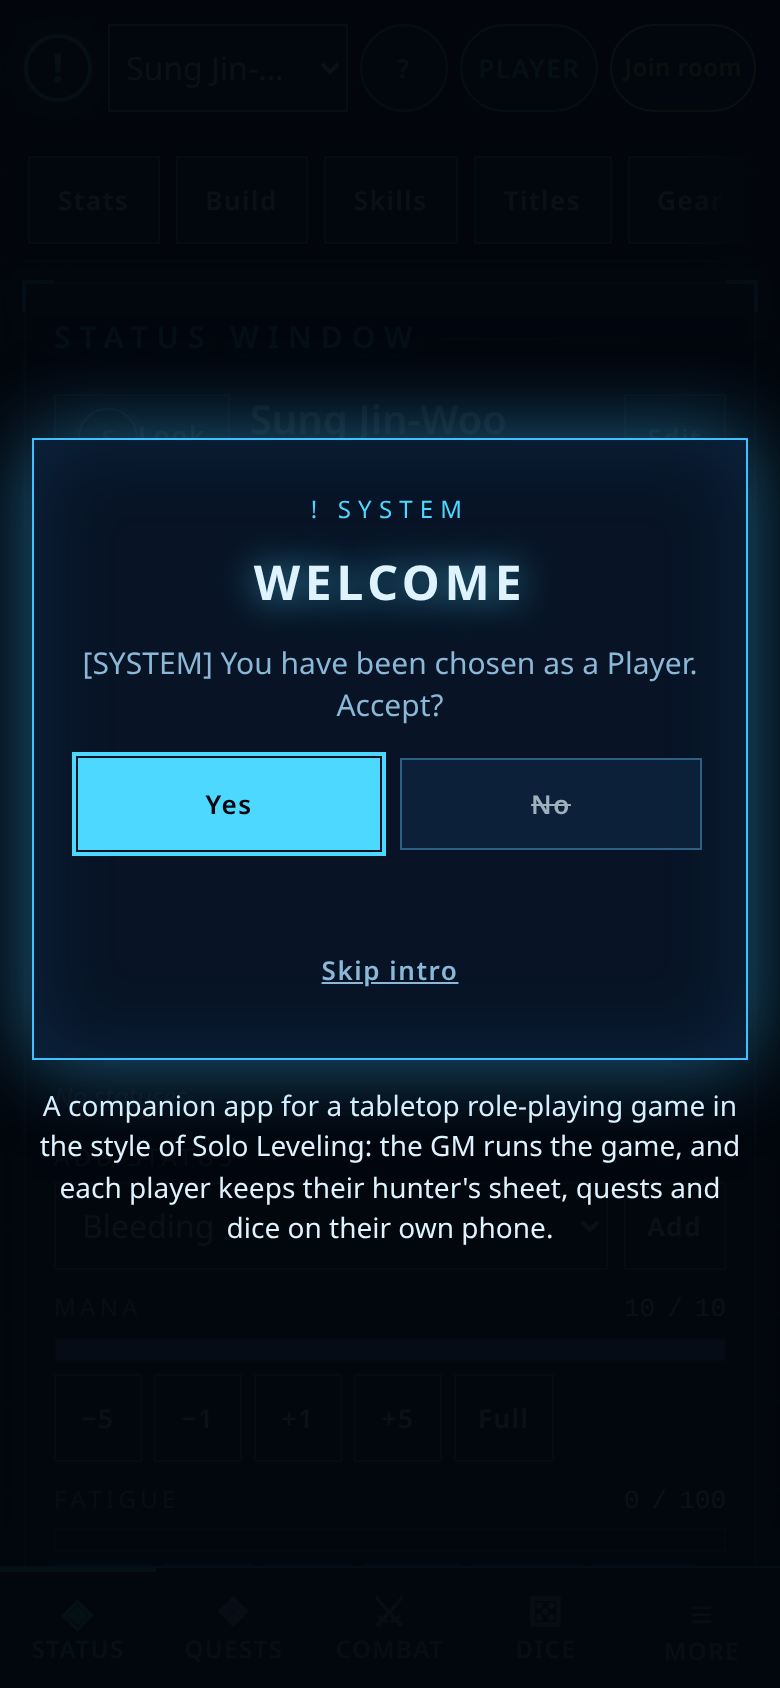 !
Sung Jin-...
?
PLAYER
Join room
Stats
Build
Skills
Titles
Gear
STATUS WINDOW
Look
Sung Jin-Woo
Edit
! SYSTEM
WELCOME
[SYSTEM] You have been chosen as a Player.
Accept?
Yes
No
Skip intro
A companion app for a tabletop role-playing game in
the style of Solo Leveling: the GM runs the game, and
each player keeps their hunter's sheet, quests and
dice on their own phone.
Bleeding
Add
MANA
10 / 10
−5
−1
+1
+5
Full
FATIGUE
0 / 100
STATUS
QUESTS
COMBAT
DICE
MORE